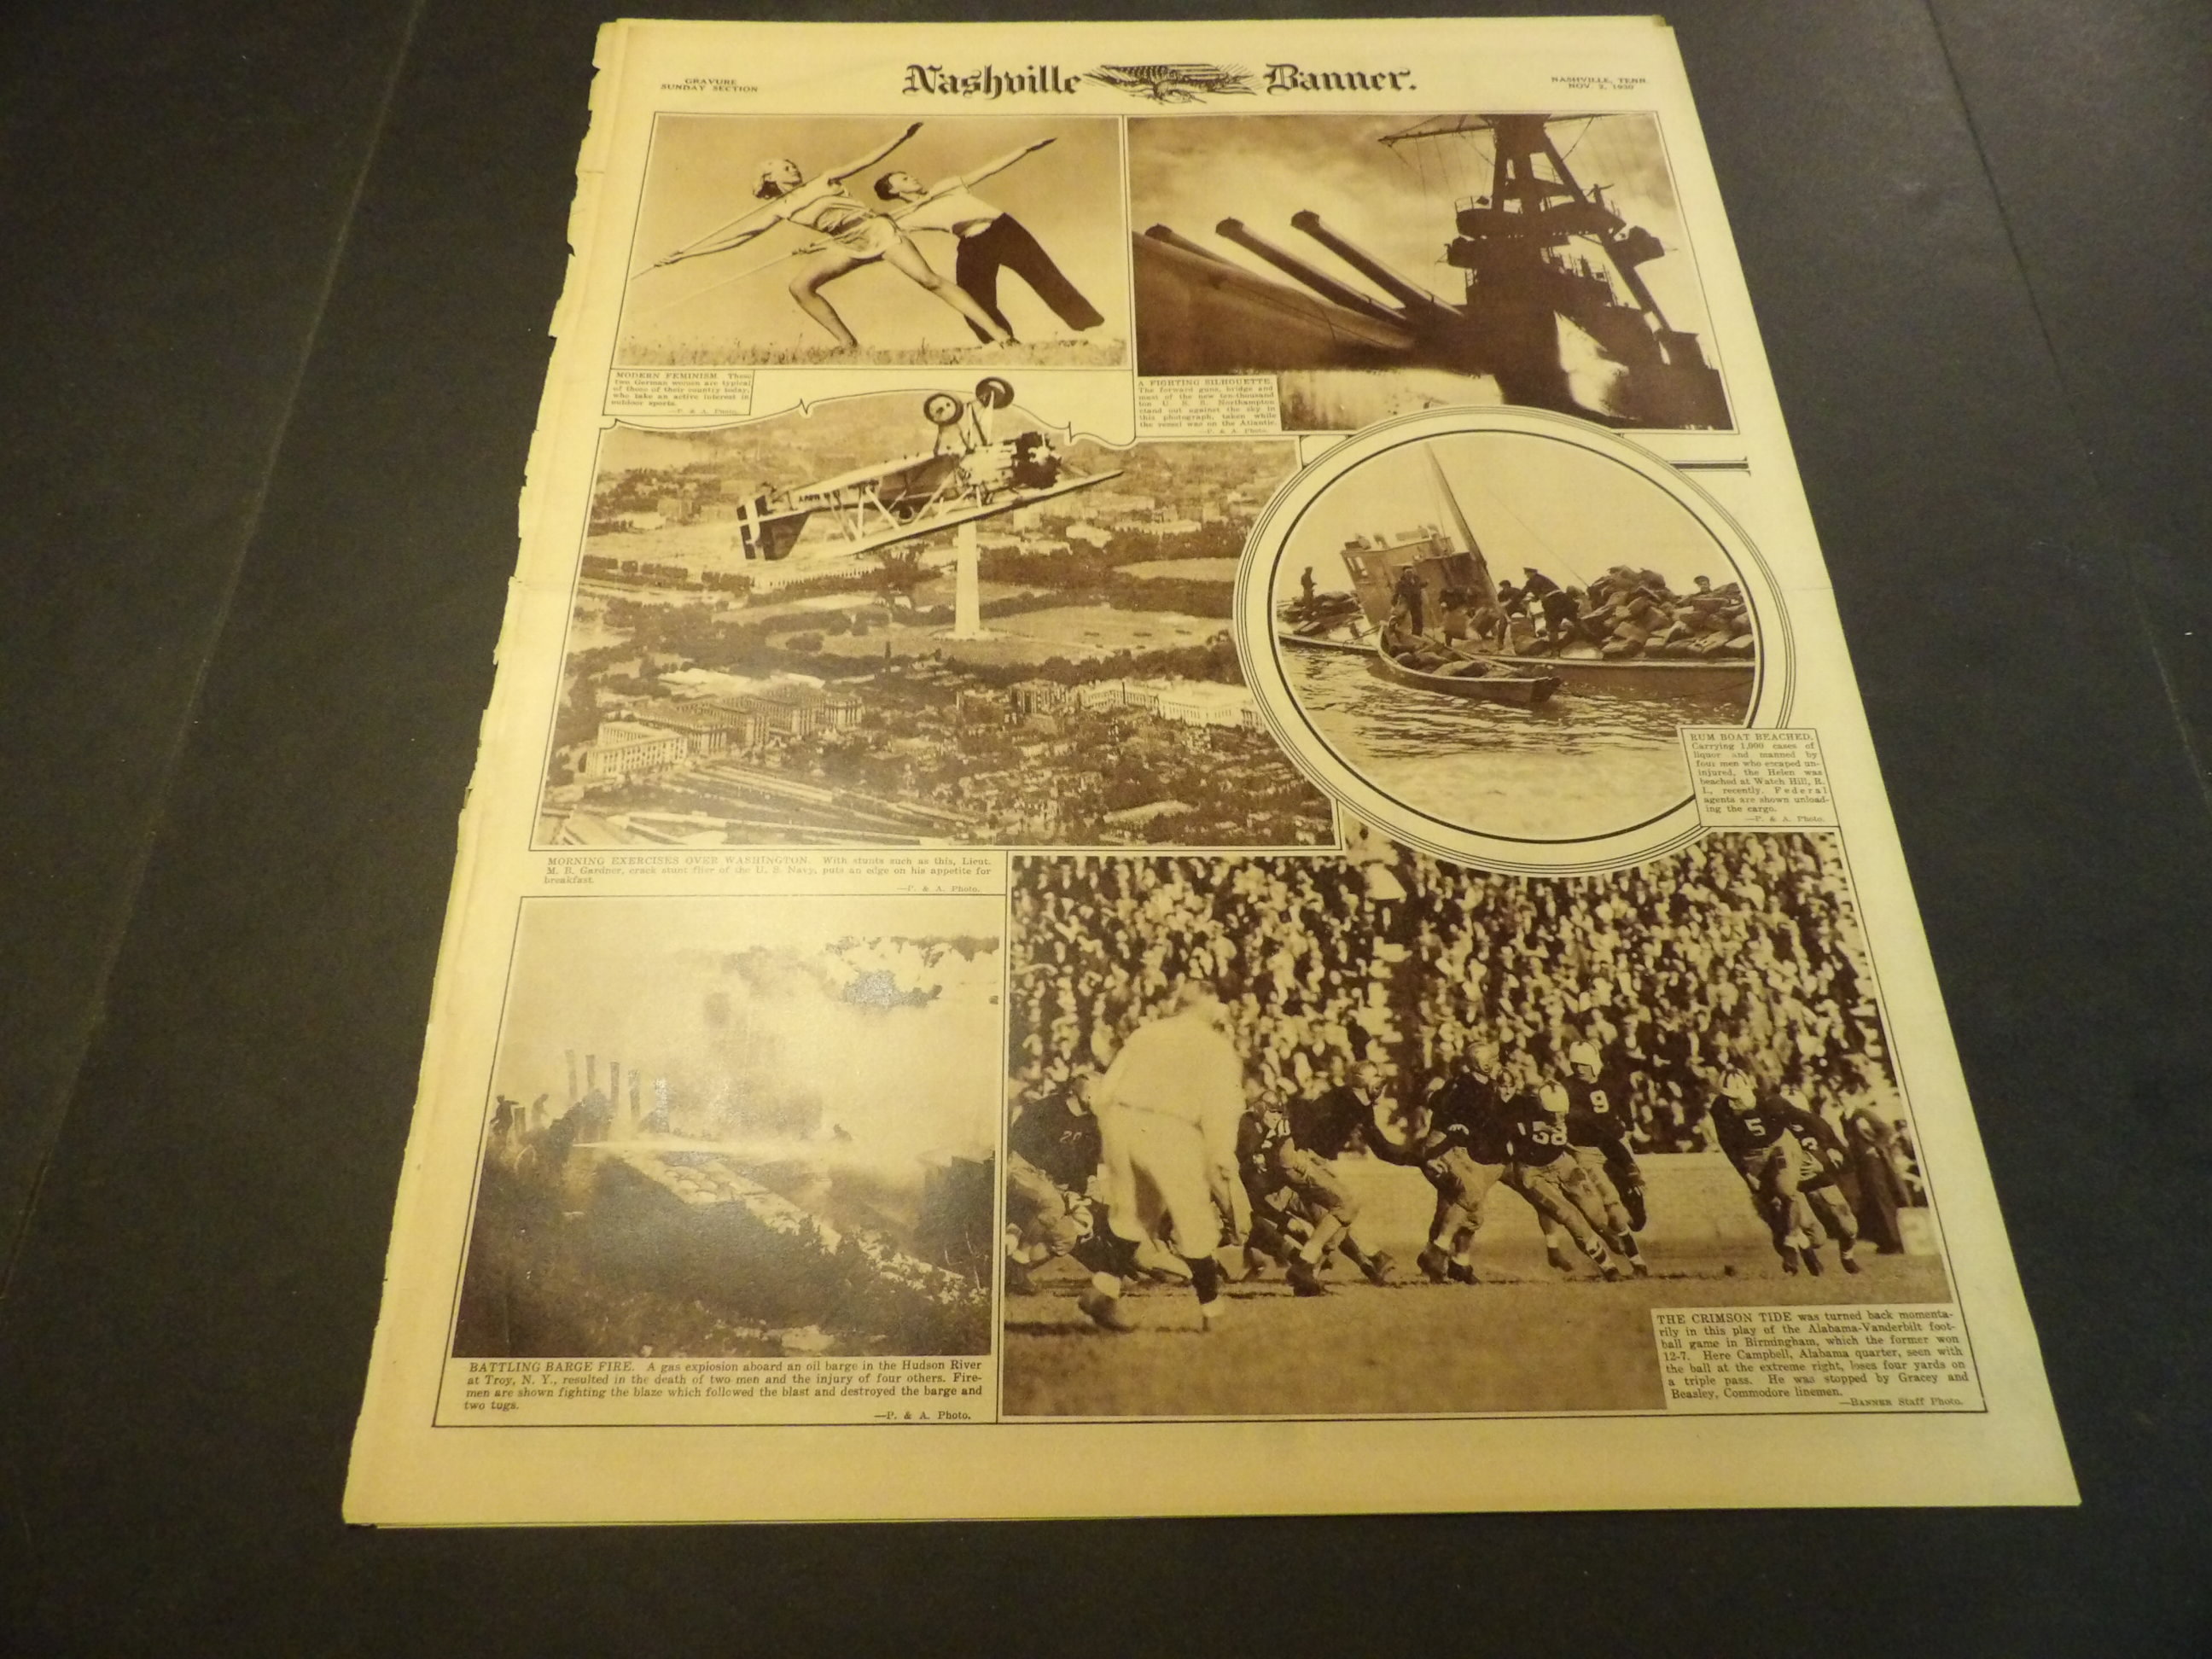 GRAVURE
SUNDAY SECTION
Nashville Banner.
NASHVILLE, TENN.
NOV. 2, 1930
MODERN FEMINISM. These
two German women are typical
of those of their country today,
who take an active interest in
outdoor sports.
—P. & A. Photo.
A FIGHTING SILHOUETTE.
The forward guns, bridge and
mast of the new ten-thousand
ton U. S. S. Northampton
stand out against the sky in
this photograph, taken while
the vessel was on the Atlantic.
—P. & A. Photo.
RUM BOAT BEACHED.
Carrying 1,000 cases of
liquor and manned by
four men who escaped un-
injured, the Helen was
beached at Watch Hill, R.
I., recently. Federal
agents are shown unload-
ing the cargo.
—P. & A. Photo.
MORNING EXERCISES OVER WASHINGTON. With stunts such as this, Lieut.
M. B. Gardner, crack stunt flier of the U. S. Navy, puts an edge on his appetite for
breakfast.
—P. & A. Photo.
20
58
9
5
3
BATTLING BARGE FIRE. A gas explosion aboard an oil barge in the Hudson River
at Troy, N. Y., resulted in the death of two men and the injury of four others. Fire-
men are shown fighting the blaze which followed the blast and destroyed the barge and
two tugs.
—P. & A. Photo.
THE CRIMSON TIDE was turned back momenta-
rily in this play of the Alabama-Vanderbilt foot-
ball game in Birmingham, which the former won
12-7. Here Campbell, Alabama quarter, seen with
the ball at the extreme right, loses four yards on
a triple pass. He was stopped by Gracey and
Beasley, Commodore linemen.
—BANNER Staff Photo.